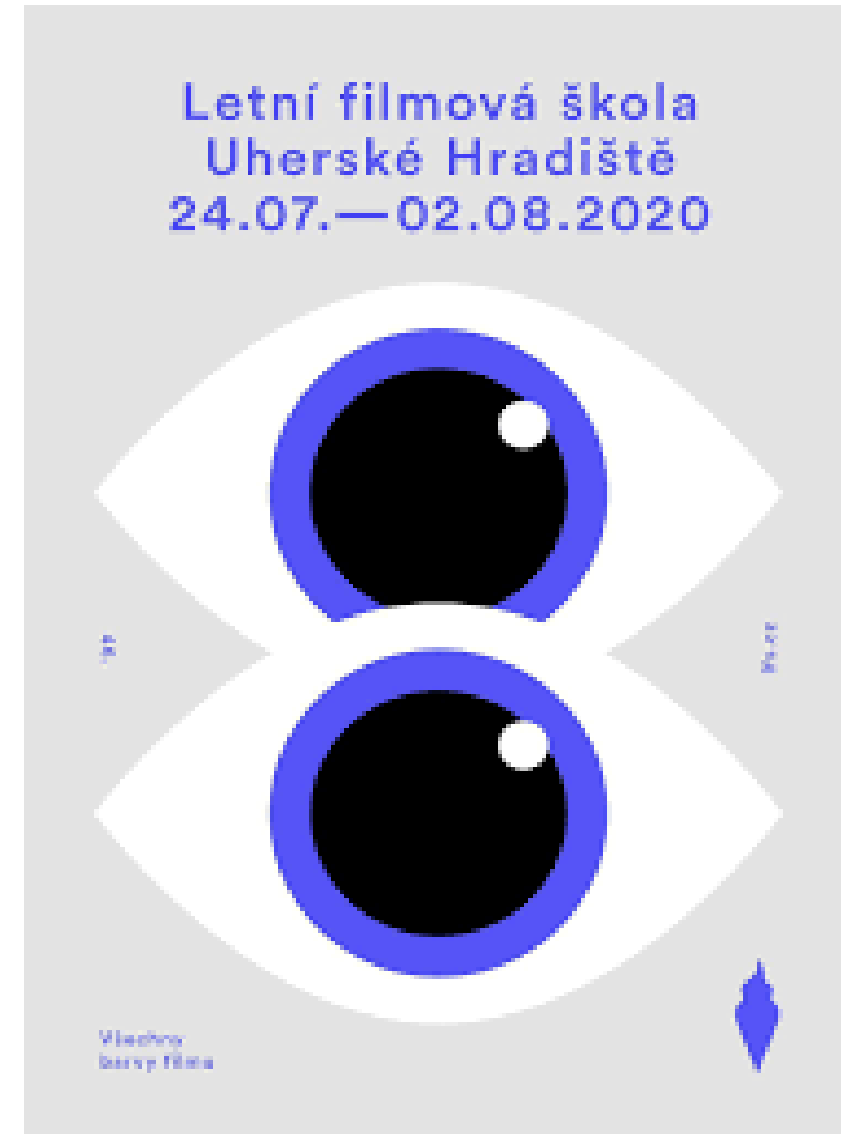 Letní filmová škola
Uherské Hradiště
24.07.—02.08.2020
Všechny
barvy filmu